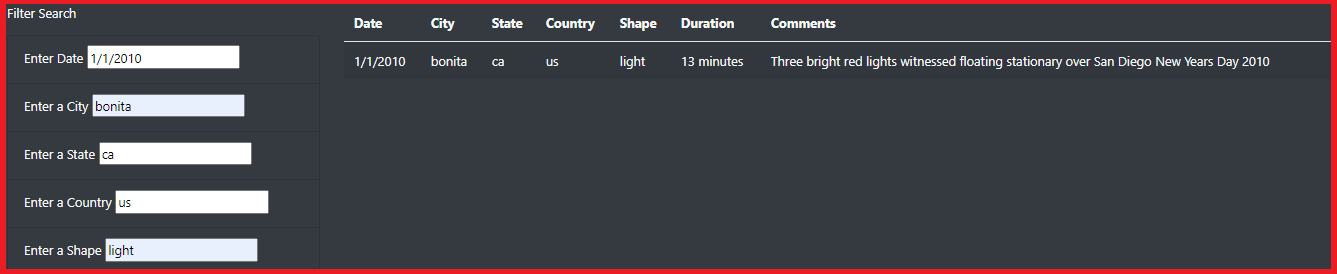 Filter Search
Enter Date 1/1/2010
Enter a City bonita
Enter a State ca
Enter a Country us
Enter a Shape light
Date City State Country Shape Duration Comments
1/1/2010 bonita ca us light 13 minutes Three bright red lights witnessed floating stationary over San Diego New Years Day 2010